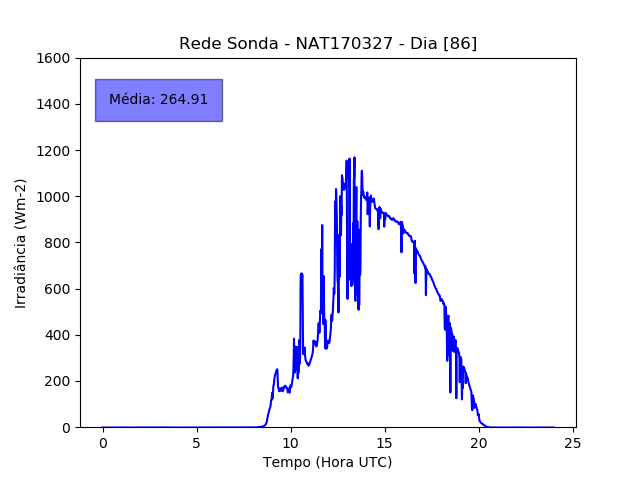 Rede Sonda - NAT170327 - Dia [86]
1600
1400
1200
1000
800
600
400
200
0
Irradiância (Wm-2)
Média: 264.91
0 5 10 15 20 25
Tempo (Hora UTC)